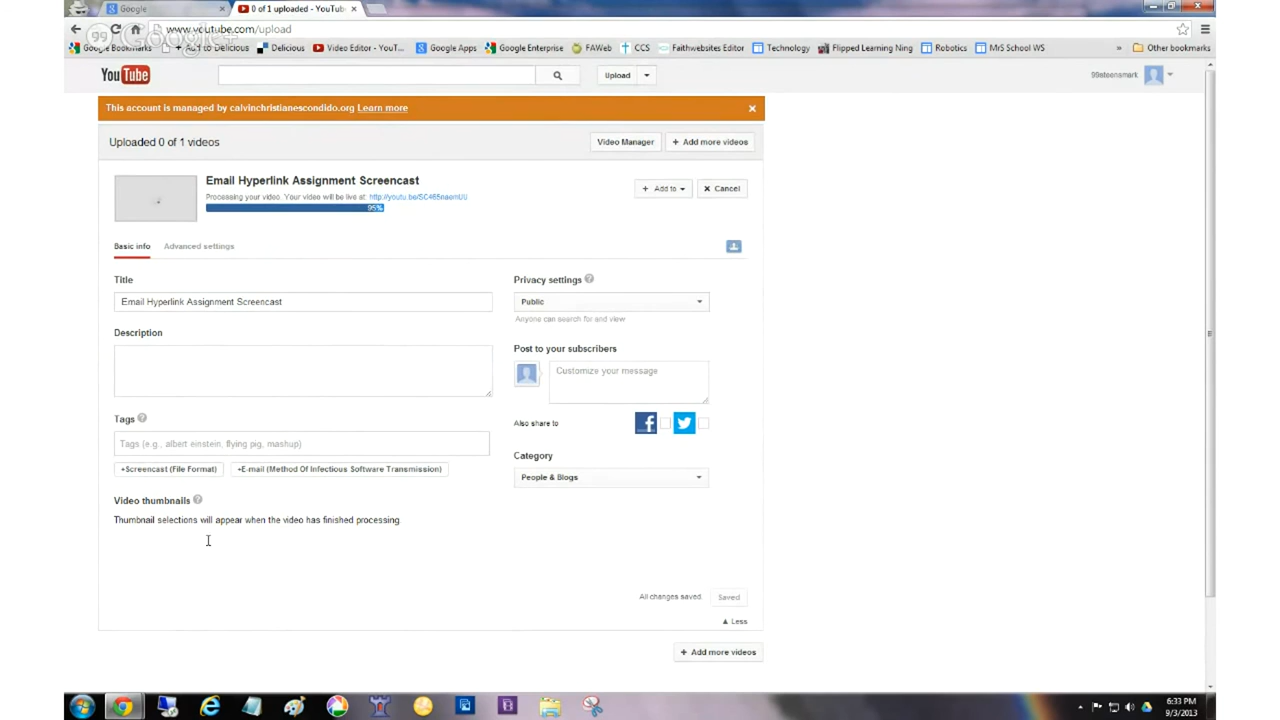 Google
0 of 1 uploaded - YouTube
www.youtube.com/upload
Google+
Google Bookmarks
Add to Delicious
Delicious
Video Editor - YouT...
Google Apps
Google Enterprise
FAWeb
CCS
Faithwebsites Editor
Technology
Flipped Learning Ning
Robotics
MrS School WS
»
Other bookmarks
YouTube
Upload
99steensmark
This account is managed by calvinchristianescondido.org Learn more
Uploaded 0 of 1 videos
Video Manager
+ Add more videos
Email Hyperlink Assignment Screencast
Processing your video. Your video will be live at:
95%
+ Add to
Cancel
Basic info
Advanced settings
Title
Email Hyperlink Assignment Screencast
Description
Tags
Tags (e.g., albert einstein, flying pig, mashup)
+Screencast (File Format)
+E-mail (Method Of Infectious Software Transmission)
Video thumbnails
Thumbnail selections will appear when the video has finished processing.
Privacy settings
Public
Anyone can search for and view
Post to your subscribers
Customize your message
Also share to
Category
People & Blogs
All changes saved.
Saved
Less
+ Add more videos
6:33 PM
9/3/2013